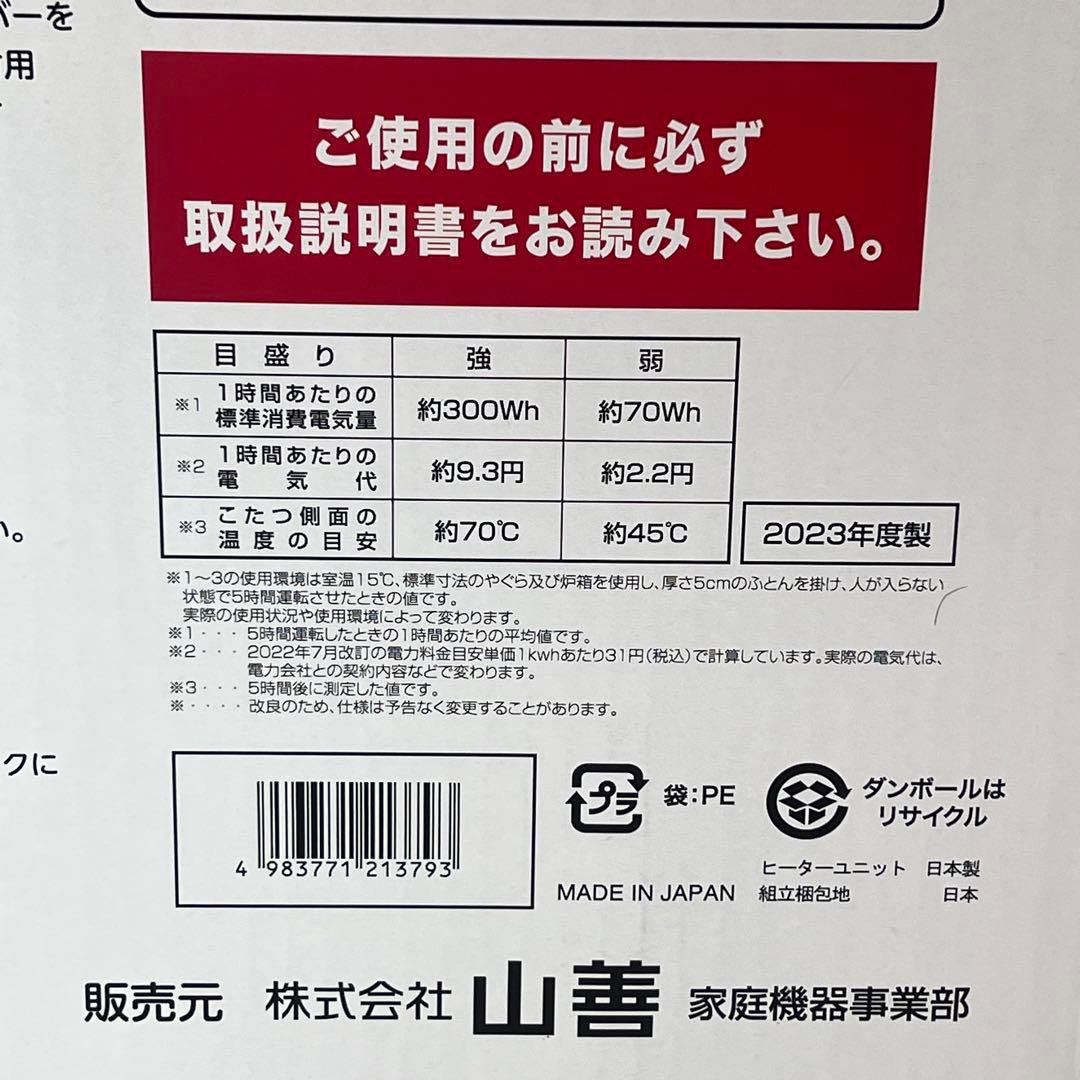 バーを
用
ご使用の前に必ず
取扱説明書をお読み下さい。
目盛り 強 弱
※1 1時間あたりの標準消費電気量 約300Wh 約70Wh
※2 1時間あたりの電気代 約9.3円 約2.2円
※3 こたつ側面の温度の目安 約70℃ 約45℃
2023年度製
い。
※1〜3の使用環境は室温15℃、標準寸法のやぐら及び炉箱を使用し、厚さ5cmのふとんを掛け、人が入らない
状態で5時間運転させたときの値です。
実際の使用状況や使用環境によって変わります。
※1・・・ 5時間運転したときの1時間あたりの平均値です。
※2・・・ 2022年7月改訂の電力料金目安単価1kwhあたり31円(税込)で計算しています。実際の電気代は、
電力会社との契約内容などで変わります。
※3・・・ 5時間後に測定した値です。
※・・・・ 改良のため、仕様は予告なく変更することがあります。
クに
4 983771 213793
プラ 袋:PE
ダンボールは
リサイクル
MADE IN JAPAN
ヒーターユニット 日本製
組立梱包地 日本
販売元 株式会社 山善 家庭機器事業部